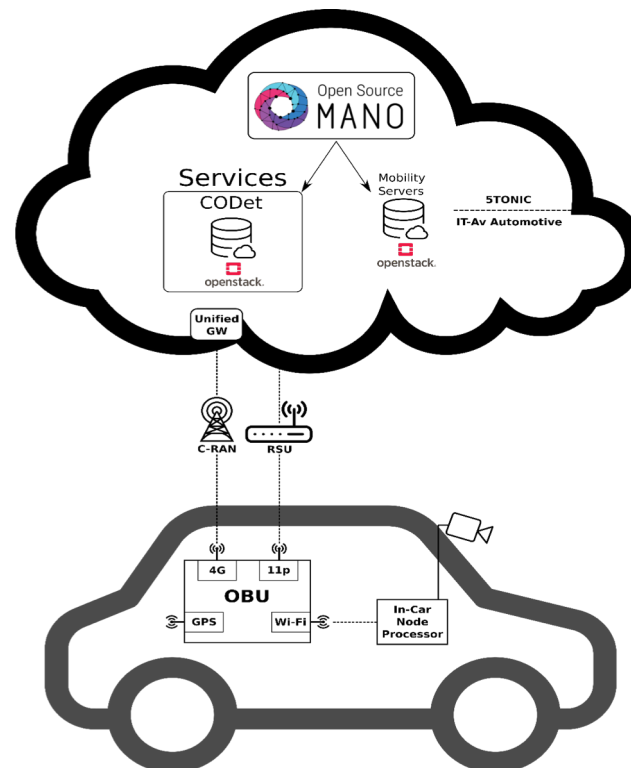 Open Source
MANO
Services
CODet
openstack.
Mobility
Servers
openstack.
5TONIC
IT-Av Automotive
Unified
GW
C-RAN
RSU
4G
11p
OBU
GPS
Wi-Fi
In-Car
Node
Processor